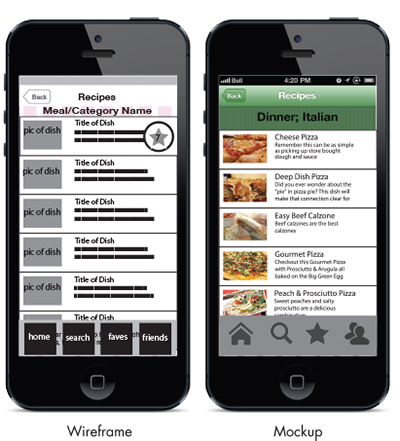 Back
Recipes
Meal/Category Name
pic of dish
Title of Dish
7
pic of dish
Title of Dish
pic of dish
Title of Dish
pic of dish
Title of Dish
pic of dish
Title of Dish
home
search
faves
friends
Wireframe
Bell
4:20 PM
Back
Recipes
Dinner; Italian
Cheese Pizza
Remember this can be as simple
as picking up store bought
dough and sauce
Deep Dish Pizza
Did you ever wonder about the
"pie" in pizza pie? This dish will
make that connection clear for
Easy Beef Calzone
Calzones are the best
calzones
Gourmet Pizza
Checkout this Gourmet Pizza
with Prosciutto & Arugula all
baked on the Big Green Egg
Peach & Prosciutto Pizza
Sweet peaches and salty
prosciutto are a delicious
Mockup